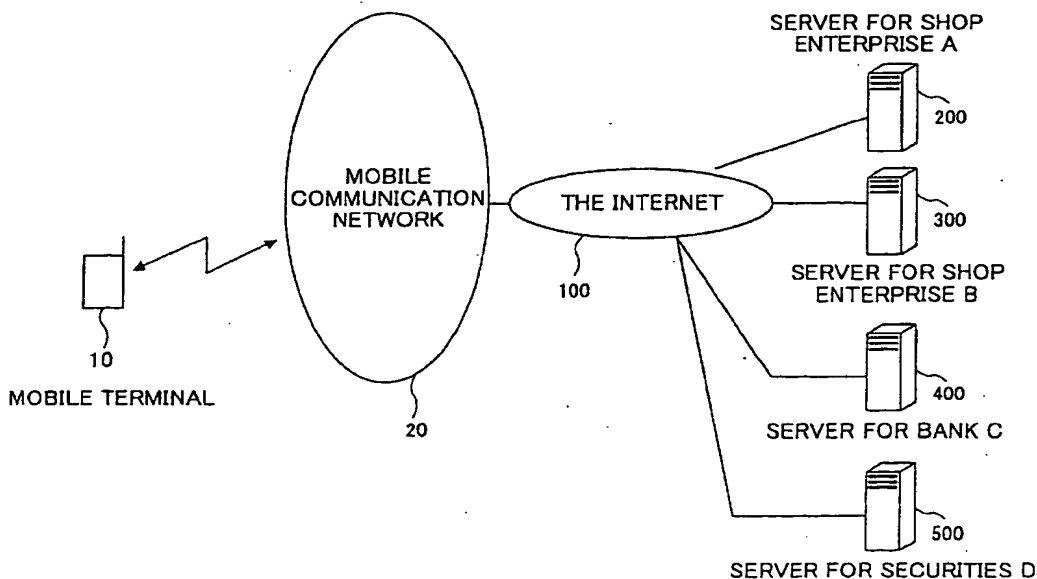 SERVER FOR SHOP
ENTERPRISE A
200
MOBILE
COMMUNICATION
NETWORK
THE INTERNET
300
100
SERVER FOR SHOP
ENTERPRISE B
10
MOBILE TERMINAL
20
400
SERVER FOR BANK C
500
SERVER FOR SECURITIES D